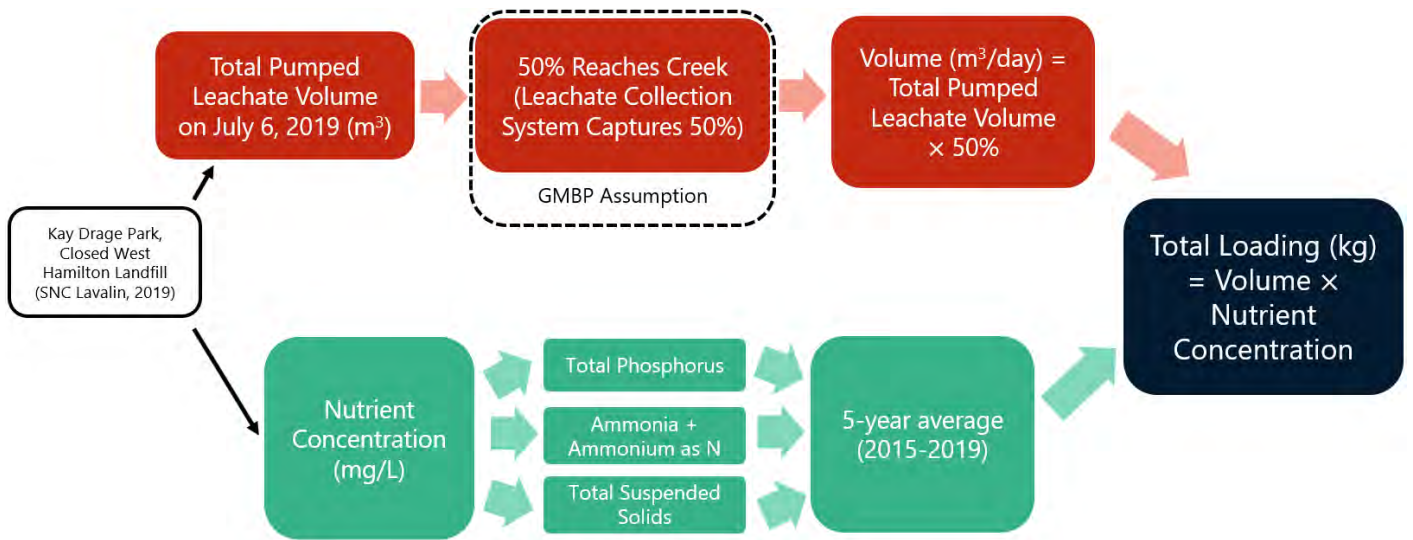 Total Pumped
Leachate Volume
on July 6, 2019 (m³)
50% Reaches Creek
(Leachate Collection
System Captures 50%)
GMBP Assumption
Volume (m³/day) =
Total Pumped
Leachate Volume
× 50%
Kay Drage Park,
Closed West
Hamilton Landfill
(SNC Lavalin, 2019)
Total Loading (kg)
= Volume ×
Nutrient
Concentration
Nutrient
Concentration
(mg/L)
Total Phosphorus
Ammonia +
Ammonium as N
Total Suspended
Solids
5-year average
(2015-2019)